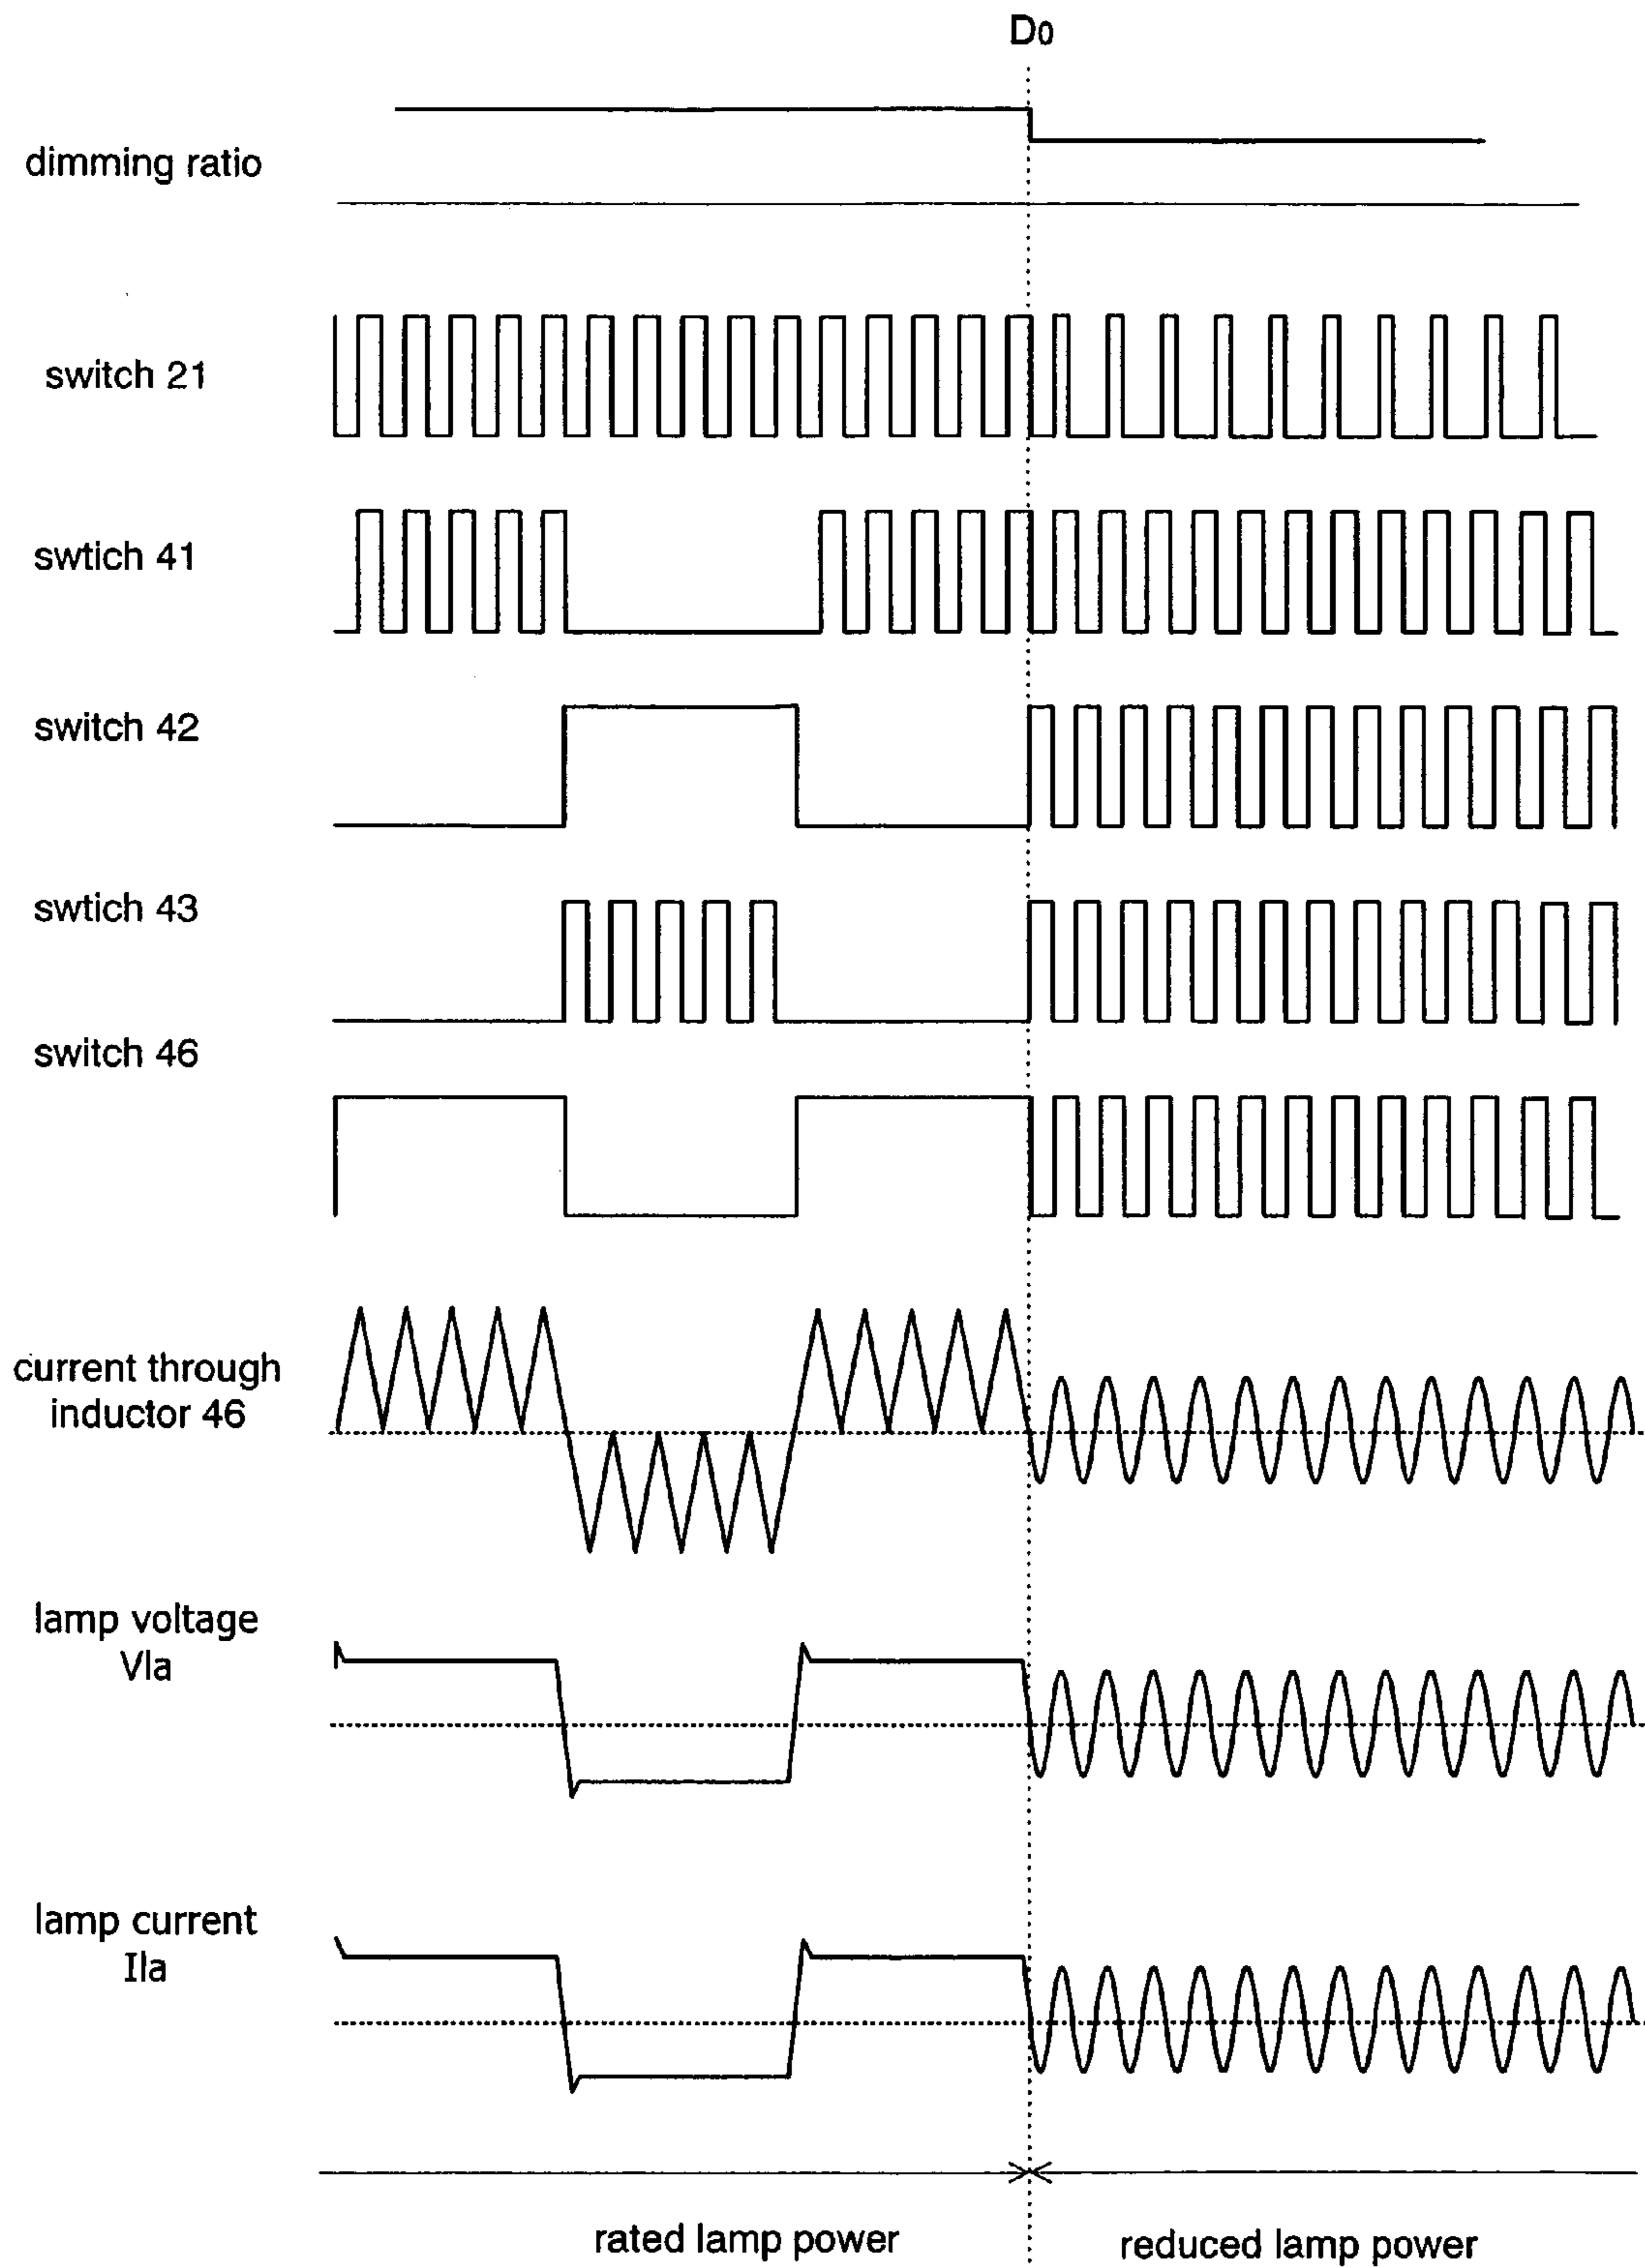 D0
dimming ratio
switch 21
swtich 41
switch 42
swtich 43
switch 46
current through
inductor 46
lamp voltage
Vla
lamp current
Ila
rated lamp power
reduced lamp power